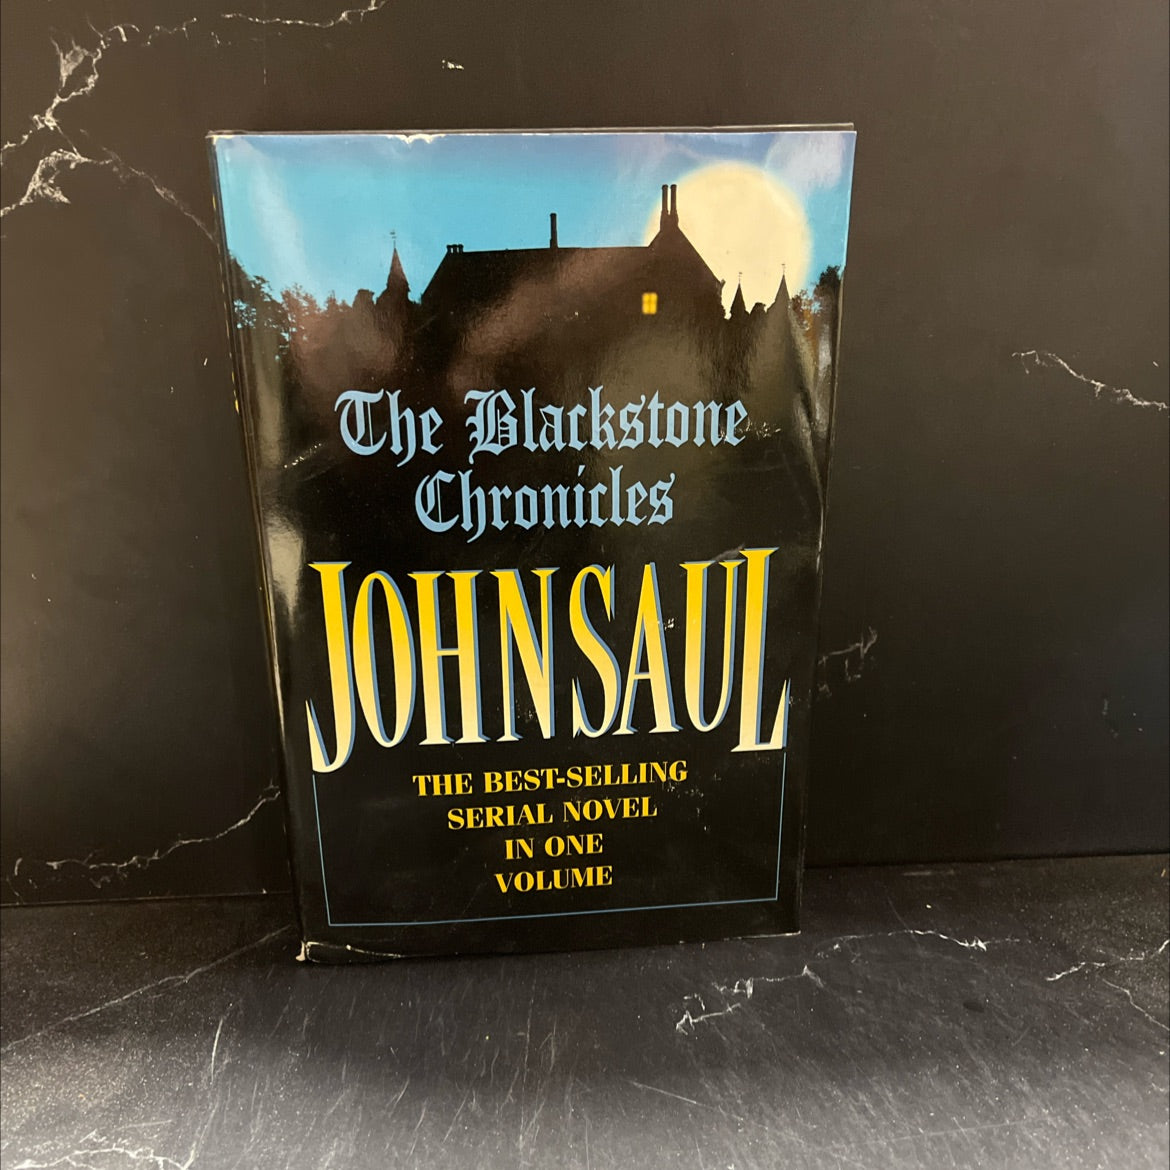 The Blackstone
Chronicles
JOHN SAUL
THE BEST-SELLING
SERIAL NOVEL
IN ONE
VOLUME